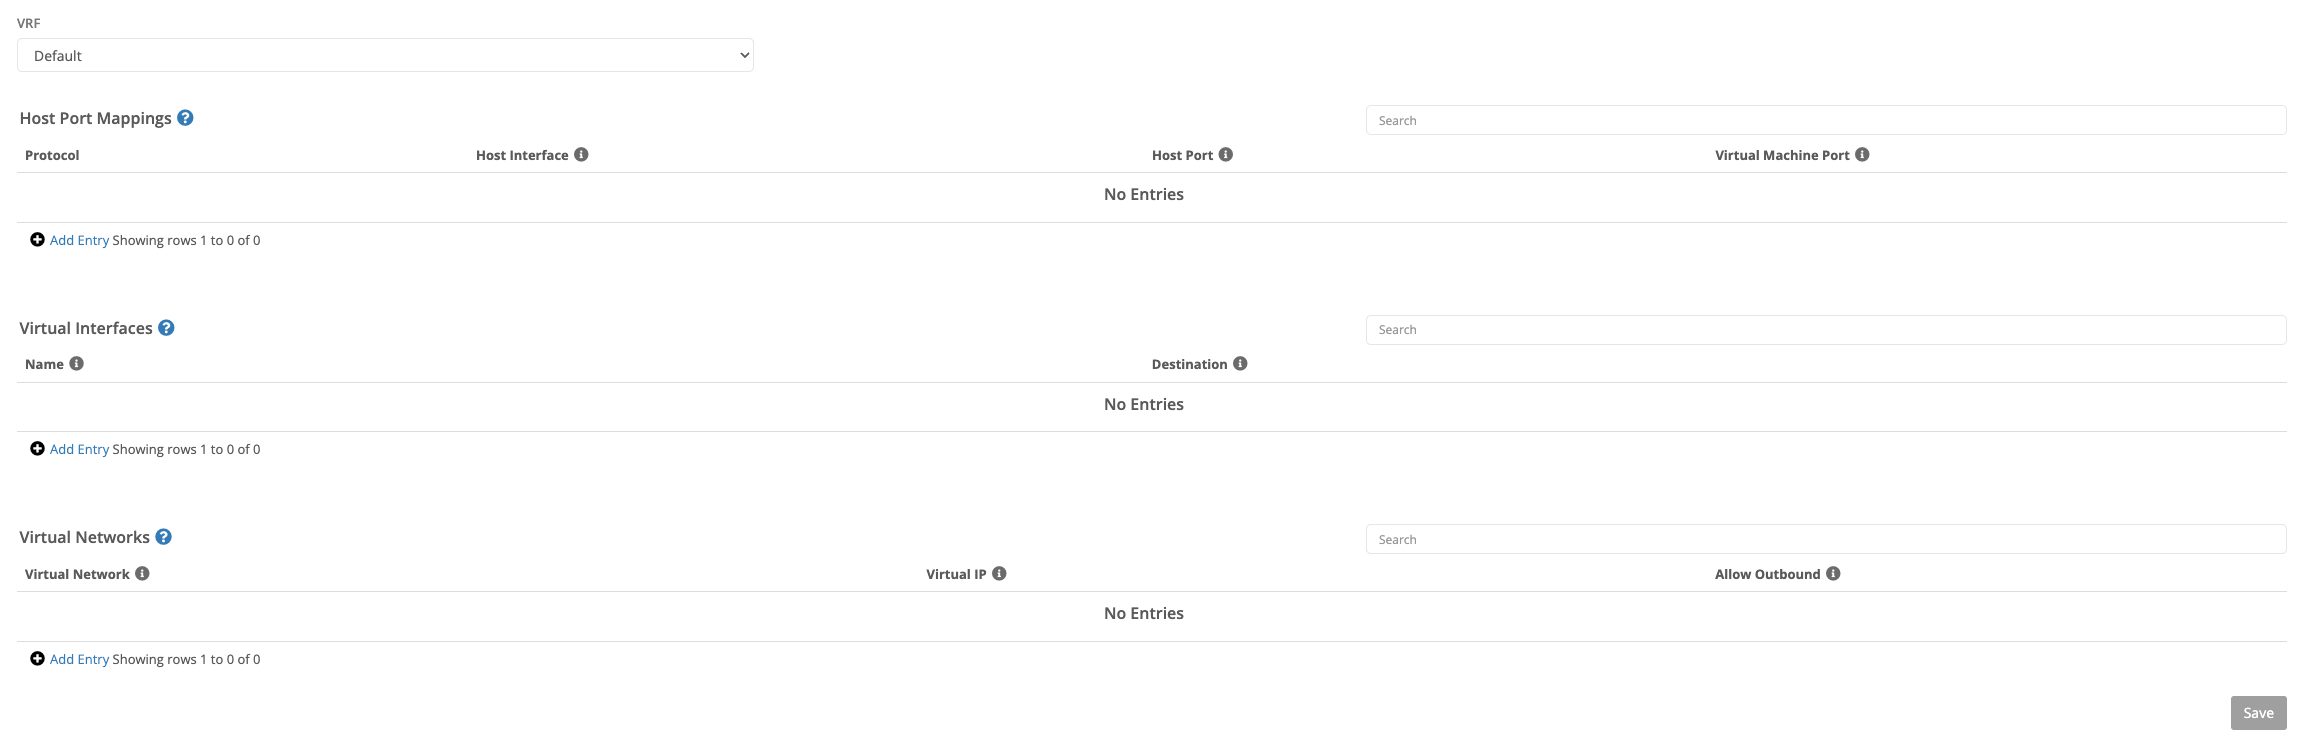 VRF
Default
Host Port Mappings
Search
Protocol Host Interface Host Port Virtual Machine Port
No Entries
Add Entry Showing rows 1 to 0 of 0
Virtual Interfaces
Search
Name Destination
No Entries
Add Entry Showing rows 1 to 0 of 0
Virtual Networks
Search
Virtual Network Virtual IP Allow Outbound
No Entries
Add Entry Showing rows 1 to 0 of 0
Save